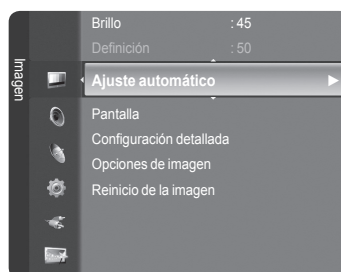 Imagen
Brillo : 45
Definición : 50
Ajuste automático
Pantalla
Configuración detallada
Opciones de imagen
Reinicio de la imagen